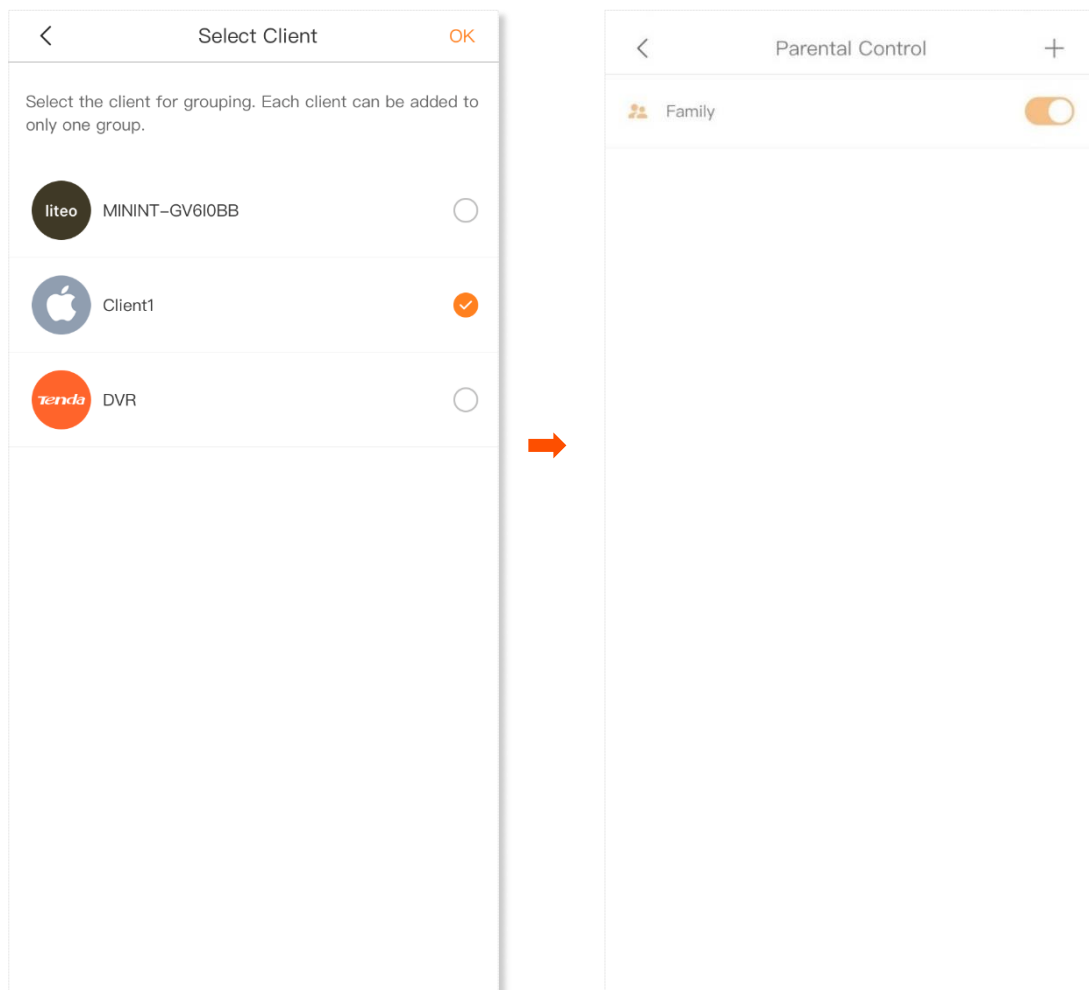 Select Client
OK
Select the client for grouping. Each client can be added to
only one group.
liteo
MININT-GV6I0BB
Client1
Tenda
DVR
Parental Control
Family